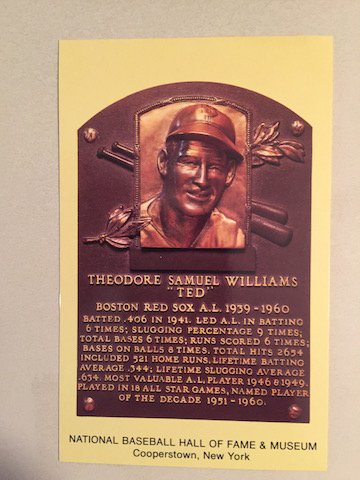 THEODORE SAMUEL WILLIAMS
"TED"
BOSTON RED SOX A.L. 1939-1960
BATTED .406 IN 1941. LED A.L. IN BATTING
6 TIMES; SLUGGING PERCENTAGE 9 TIMES;
TOTAL BASES 6 TIMES; RUNS SCORED 6 TIMES;
BASES ON BALLS 8 TIMES. TOTAL HITS 2654
INCLUDED 521 HOME RUNS. LIFETIME BATTING
AVERAGE .344; LIFETIME SLUGGING AVERAGE
.634. MOST VALUABLE A.L. PLAYER 1946 & 1949.
PLAYED IN 18 ALL STAR GAMES, NAMED PLAYER
OF THE DECADE 1951-1960.
NATIONAL BASEBALL HALL OF FAME & MUSEUM
Cooperstown, New York